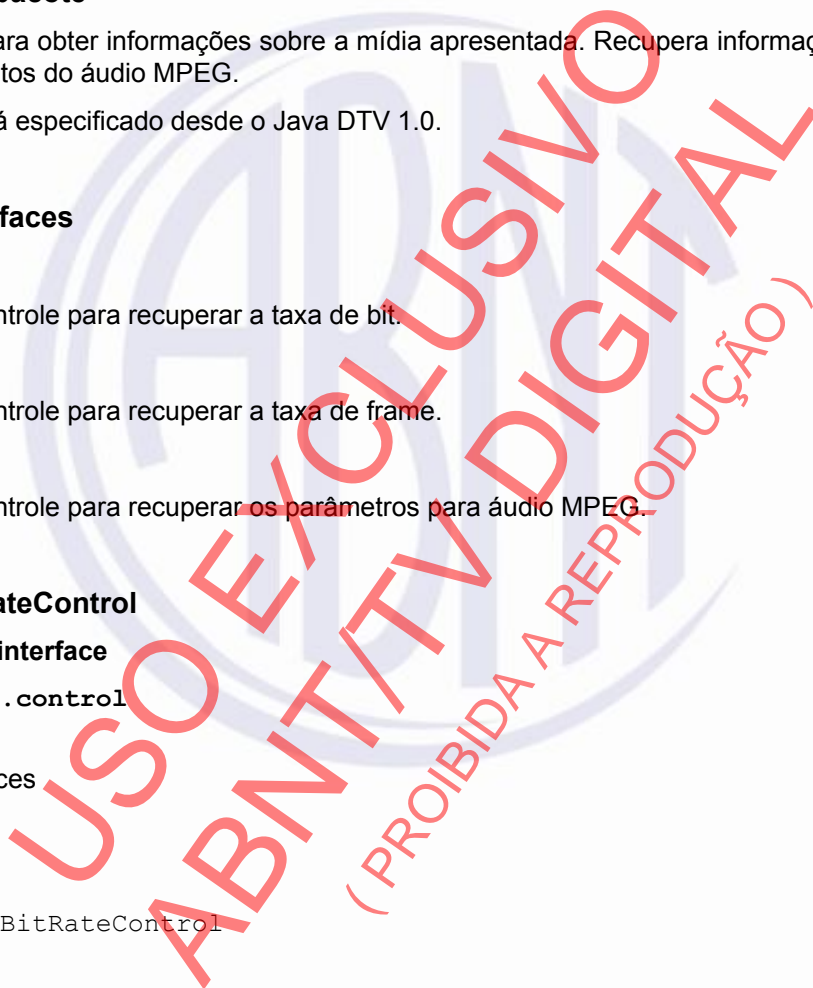 ara obter informações sobre a mídia apresentada. Recupera informaç
tos do áudio MPEG.
á especificado desde o Java DTV 1.0.
faces
ntrole para recuperar a taxa de bit.
ntrole para recuperar a taxa de frame.
ntrole para recuperar os parâmetros para áudio MPEG.
ateControl
interface
.control
ces
BitRateControl
ABNT
USO EXCLUSIVO
ABNT/TV DIGITAL
( PROIBIDA A REPRODUÇÃO )